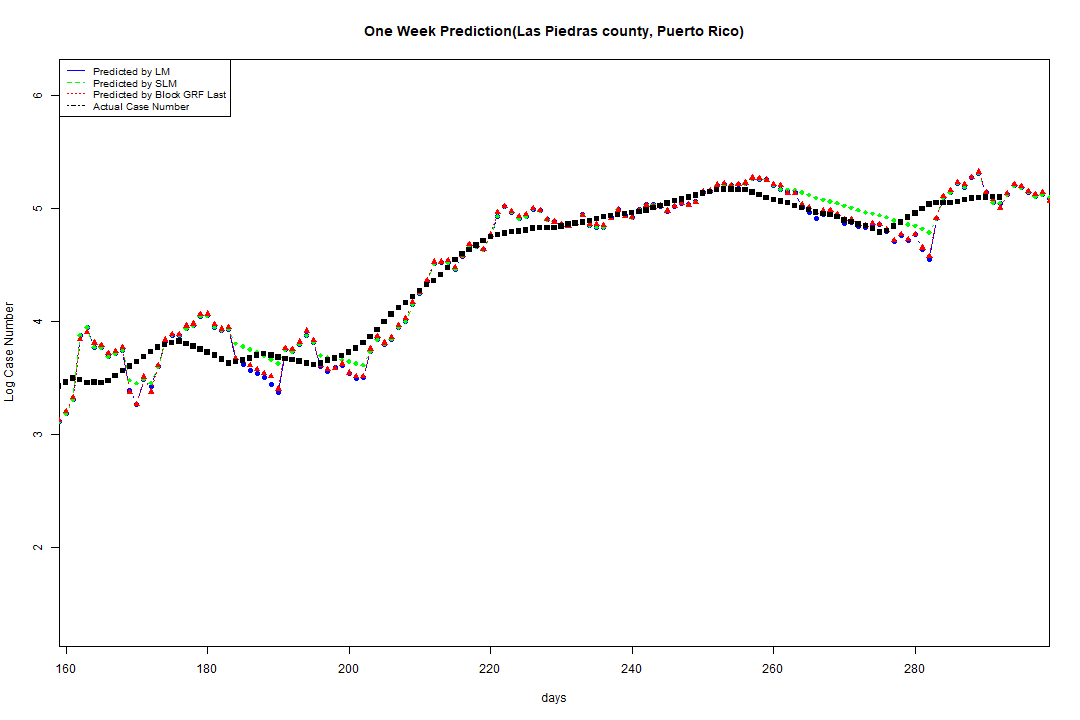 One Week Prediction(Las Piedras county, Puerto Rico)
Predicted by LM
Predicted by SLM
Predicted by Block GRF Last
Actual Case Number
6
5
4
3
2
Log Case Number
160 180 200 220 240 260 280
days